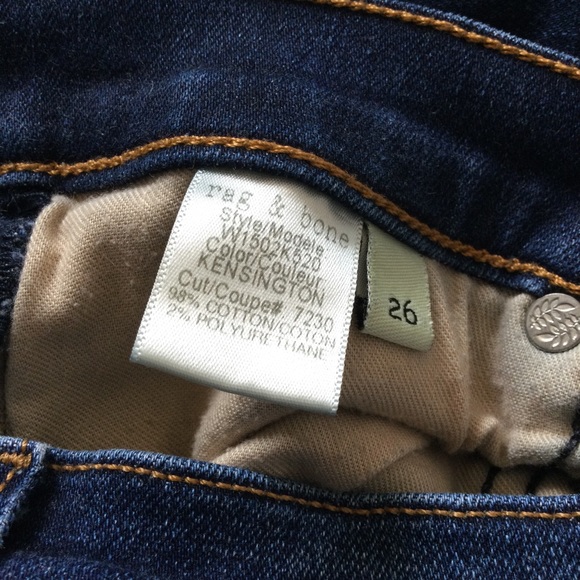 rag & bone
Style/Modele
W1502K520
Color/Couleur
KENSINGTON
Cut/Coupe# 7230
98% COTTON/COTON
2% POLYURETHANE
26